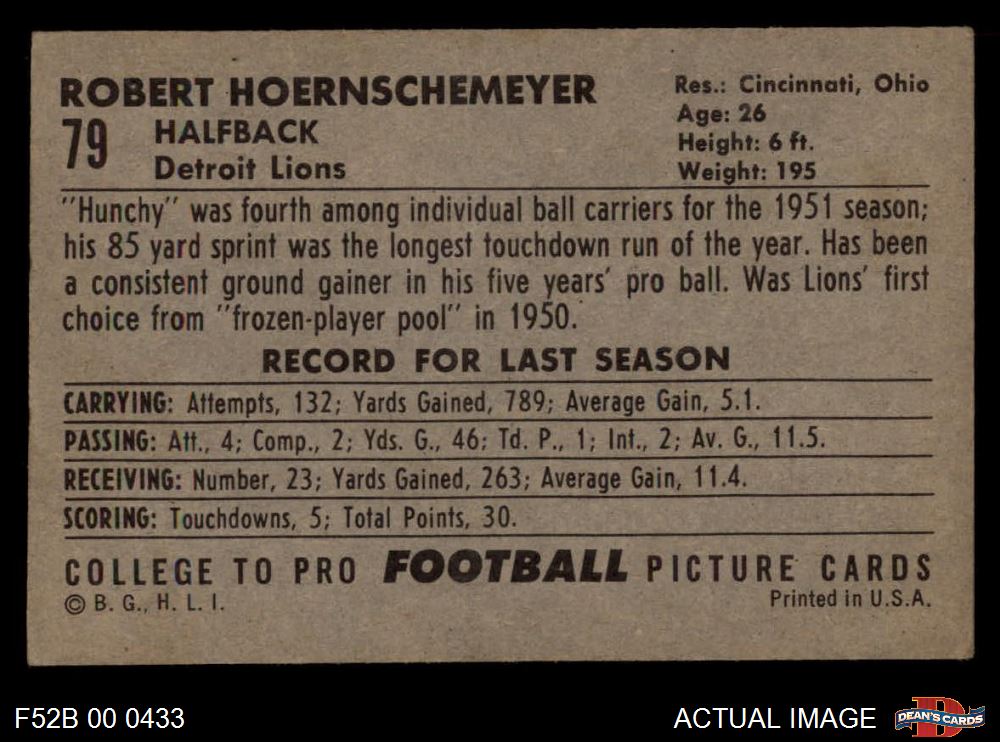 ROBERT HOERNSCHEMEYER
79
HALFBACK
Detroit Lions
Res.: Cincinnati, Ohio
Age: 26
Height: 6 ft.
Weight: 195
"Hunchy" was fourth among individual ball carriers for the 1951 season;
his 85 yard sprint was the longest touchdown run of the year. Has been
a consistent ground gainer in his five years' pro ball. Was Lions' first
choice from "frozen-player pool" in 1950.
RECORD FOR LAST SEASON
CARRYING: Attempts, 132; Yards Gained, 789; Average Gain, 5.1.
PASSING: Att., 4; Comp., 2; Yds. G., 46; Td. P., 1; Int., 2; Av. G., 11.5.
RECEIVING: Number, 23; Yards Gained, 263; Average Gain, 11.4.
SCORING: Touchdowns, 5; Total Points, 30.
COLLEGE TO PRO FOOTBALL PICTURE CARDS
© B. G., H. L. I.
Printed in U.S.A.
F52B 00 0433
ACTUAL IMAGE
D
DEAN'S CARDS